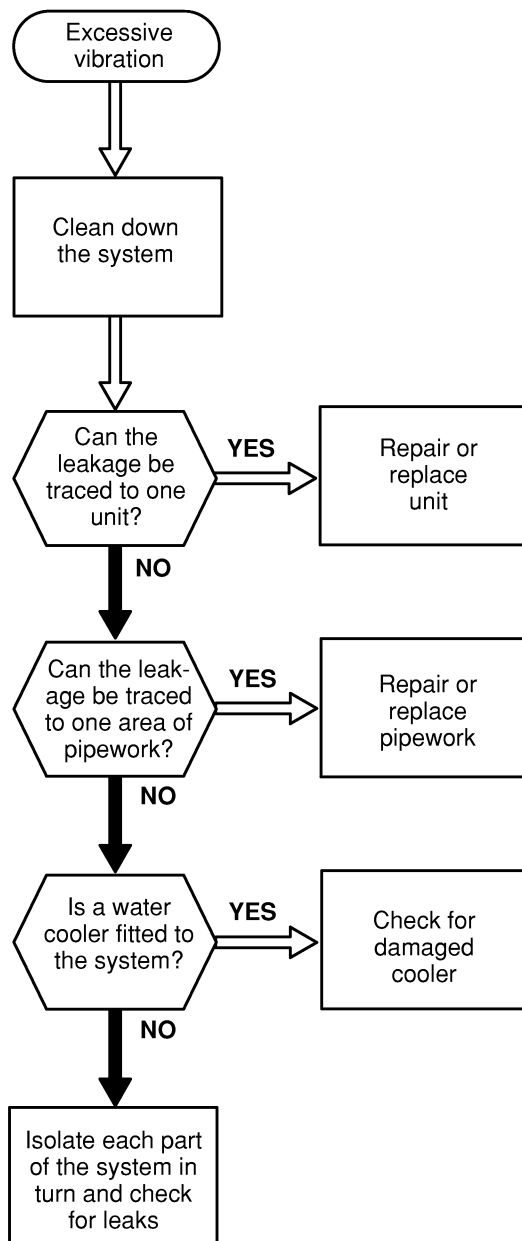 Excessive
vibration
Clean down
the system
Can the
leakage be
traced to one
unit?
YES
Repair or
replace
unit
NO
Can the leak-
age be traced
to one area of
pipework?
YES
Repair or
replace
pipework
NO
Is a water
cooler fitted to
the system?
YES
Check for
damaged
cooler
NO
Isolate each part
of the system in
turn and check
for leaks